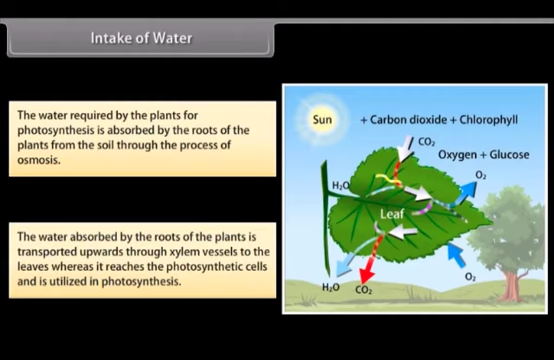 Intake of Water
The water required by the plants for
photosynthesis is absorbed by the roots of the
plants from the soil through the process of
osmosis.
The water absorbed by the roots of the plants is
transported upwards through xylem vessels to the
leaves whereas it reaches the photosynthetic cells
and is utilized in photosynthesis.
Sun
+ Carbon dioxide + Chlorophyll
CO₂
Oxygen + Glucose
O₂
H₂O
Leaf
O₂
H₂O
CO₂